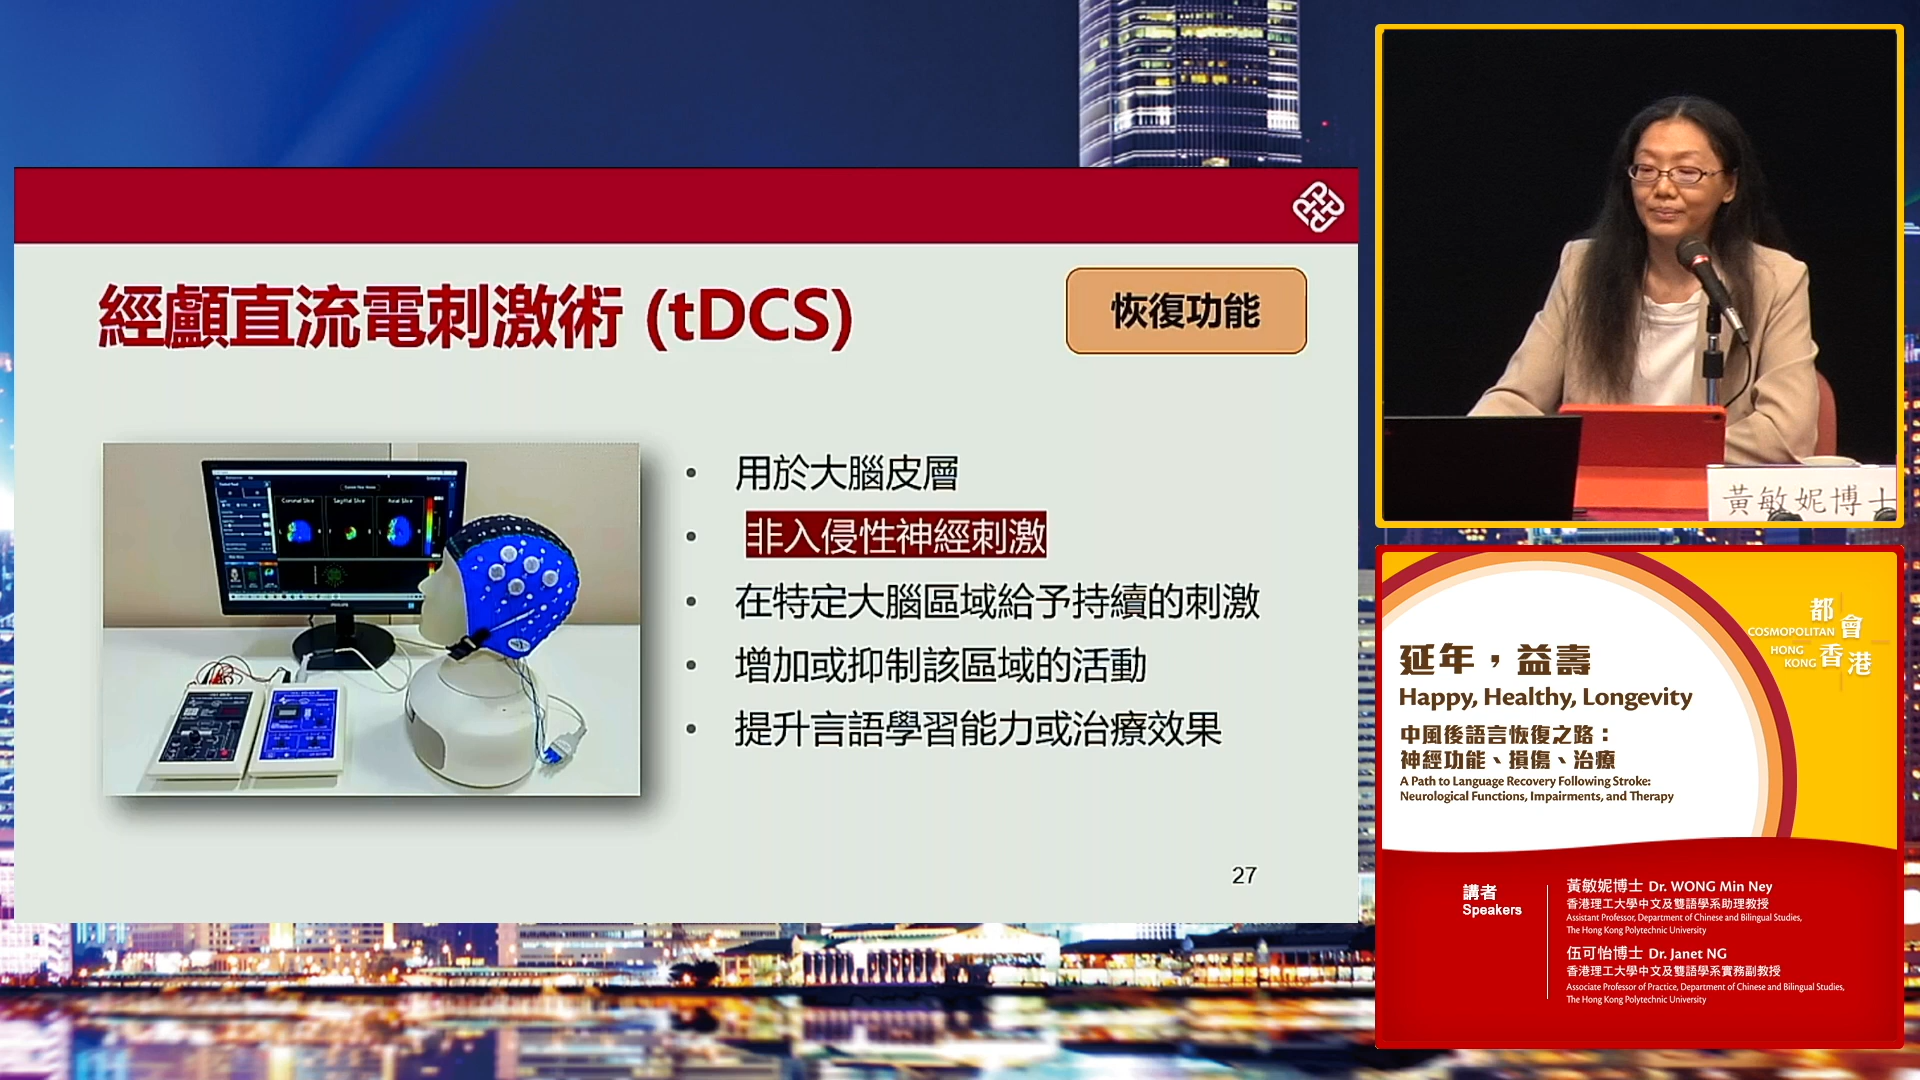 經顱直流電刺激術 (tDCS)
恢復功能
Coronal Slice
Sagittal Slice
Axial Slice
PHILIPS
• 用於大腦皮層
• 非入侵性神經刺激
• 在特定大腦區域給予持續的刺激
• 增加或抑制該區域的活動
• 提升言語學習能力或治療效果
27
黃敏妮博士
都會香港
COSMOPOLITAN
HONG
KONG
延年,益壽
Happy, Healthy, Longevity
中風後語言恢復之路:
神經功能、損傷、治療
A Path to Language Recovery Following Stroke:
Neurological Functions, Impairments, and Therapy
講者
Speakers
黃敏妮博士 Dr. WONG Min Ney
香港理工大學中文及雙語學系助理教授
Assistant Professor, Department of Chinese and Bilingual Studies,
The Hong Kong Polytechnic University
伍可怡博士 Dr. Janet NG
香港理工大學中文及雙語學系實務副教授
Associate Professor of Practice, Department of Chinese and Bilingual Studies,
The Hong Kong Polytechnic University